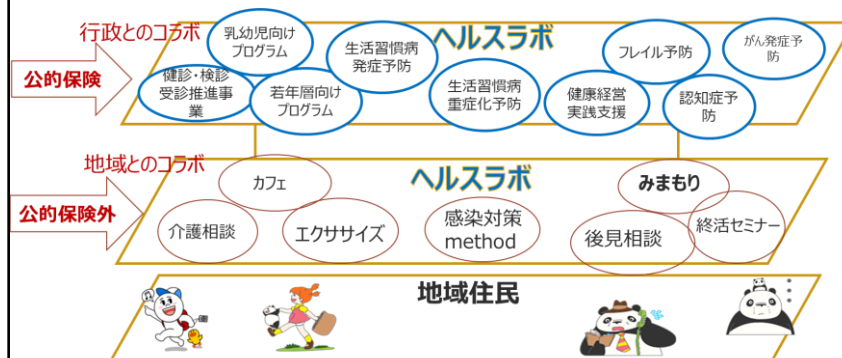 行政とのコラボ
ヘルスラボ
公的保険
乳幼児向け
プログラム
健診・検診
受診推進事
業
若年層向け
プログラム
生活習慣病
発症予防
生活習慣病
重症化予防
健康経営
実践支援
フレイル予防
認知症予
防
がん発症予
防
地域とのコラボ
ヘルスラボ
公的保険外
カフェ
介護相談
エクササイズ
感染対策
method
みまもり
後見相談
終活セミナー
地域住民